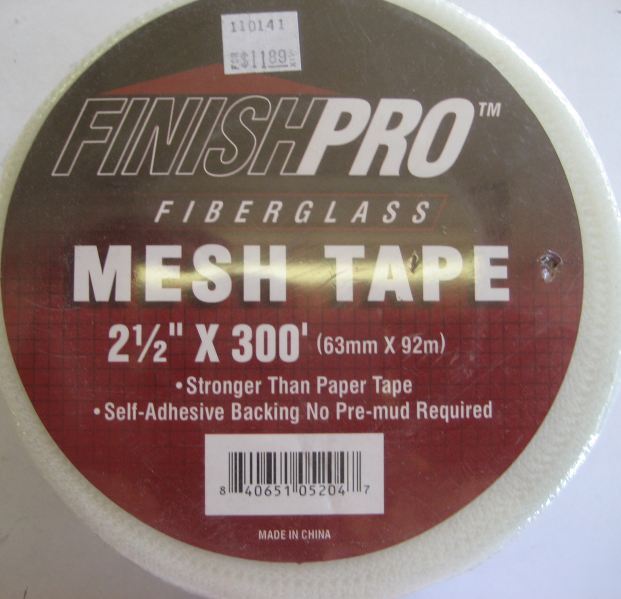 110141
FOR $11.89
FINISHPRO™
FIBERGLASS
MESH TAPE
2½" X 300' (63mm X 92m)
•Stronger Than Paper Tape
•Self-Adhesive Backing No Pre-mud Required
8 40651 05204 7
MADE IN CHINA